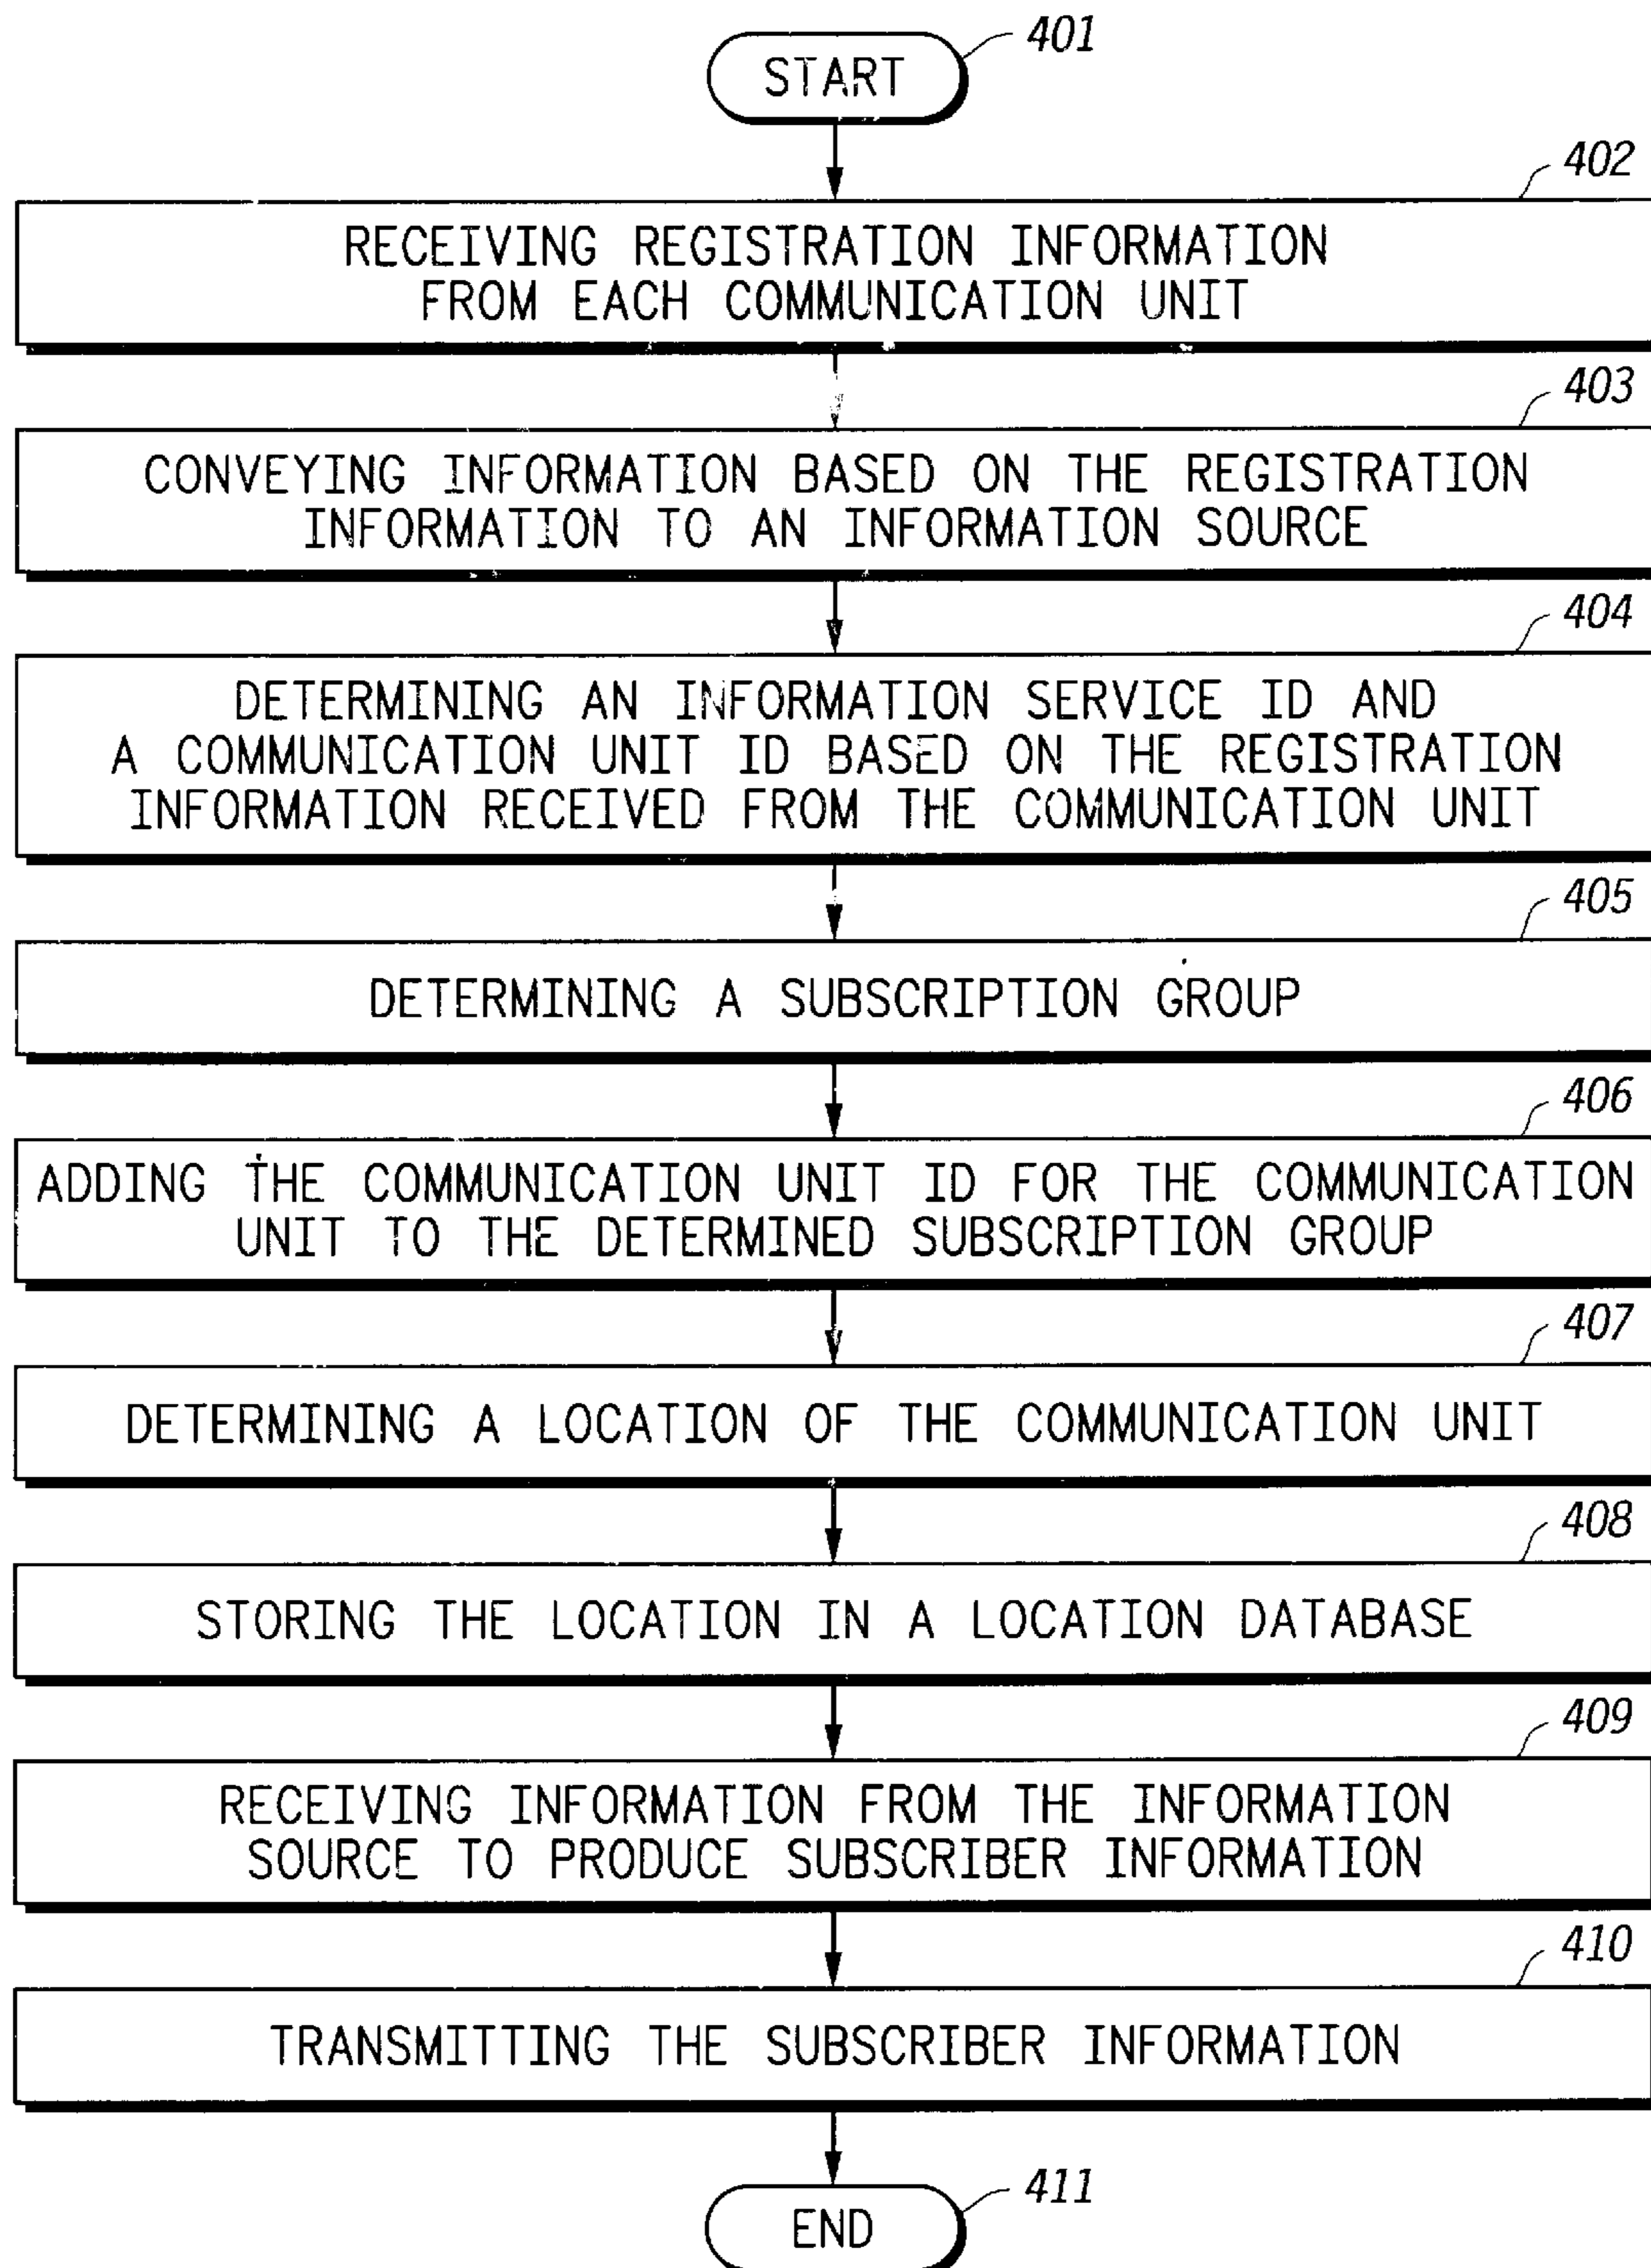 START
401
402
RECEIVING REGISTRATION INFORMATION
FROM EACH COMMUNICATION UNIT
403
CONVEYING INFORMATION BASED ON THE REGISTRATION
INFORMATION TO AN INFORMATION SOURCE
404
DETERMINING AN INFORMATION SERVICE ID AND
A COMMUNICATION UNIT ID BASED ON THE REGISTRATION
INFORMATION RECEIVED FROM THE COMMUNICATION UNIT
405
DETERMINING A SUBSCRIPTION GROUP
406
ADDING THE COMMUNICATION UNIT ID FOR THE COMMUNICATION
UNIT TO THE DETERMINED SUBSCRIPTION GROUP
407
DETERMINING A LOCATION OF THE COMMUNICATION UNIT
408
STORING THE LOCATION IN A LOCATION DATABASE
409
RECEIVING INFORMATION FROM THE INFORMATION
SOURCE TO PRODUCE SUBSCRIBER INFORMATION
410
TRANSMITTING THE SUBSCRIBER INFORMATION
411
END